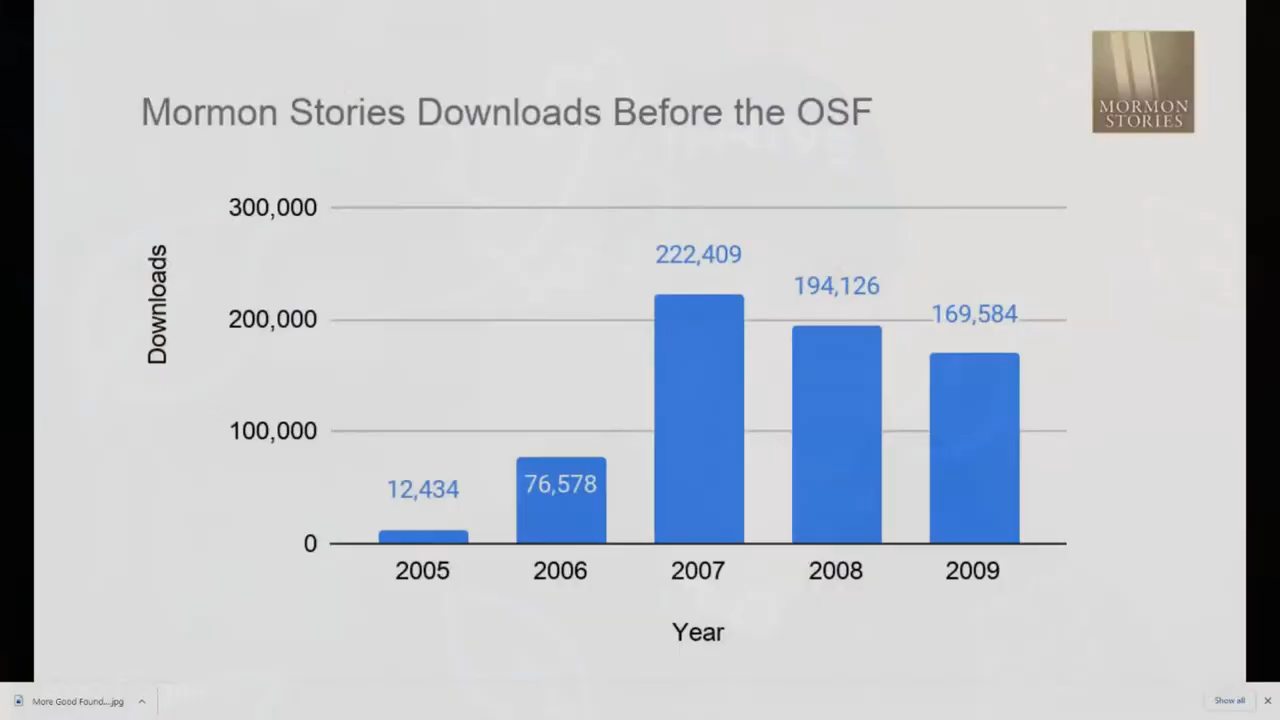 MORMON
STORIES
Mormon Stories Downloads Before the OSF
Downloads
300,000
200,000
100,000
0
12,434
76,578
222,409
194,126
169,584
2005
2006
2007
2008
2009
Year
More Good Found....jpg
Show all